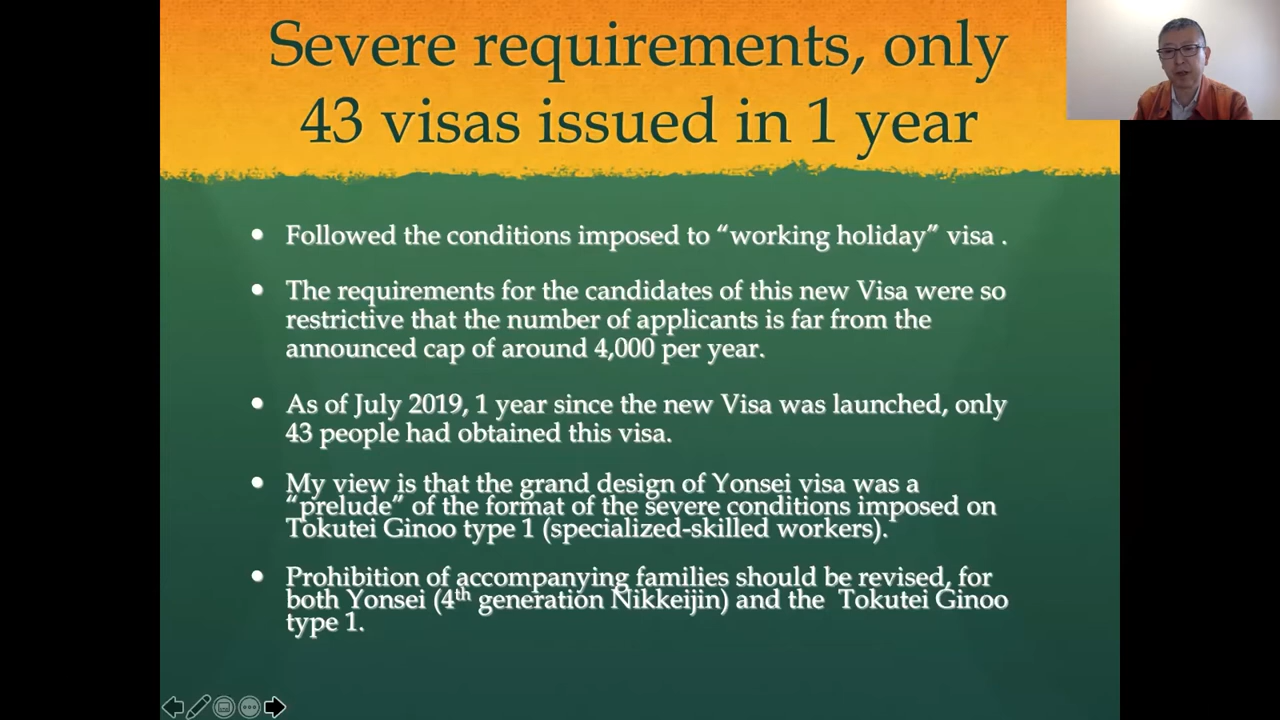 Severe requirements, only
43 visas issued in 1 year
• Followed the conditions imposed to “working holiday” visa .
• The requirements for the candidates of this new Visa were so
restrictive that the number of applicants is far from the
announced cap of around 4,000 per year.
• As of July 2019, 1 year since the new Visa was launched, only
43 people had obtained this visa.
• My view is that the grand design of Yonsei visa was a
“prelude” of the format of the severe conditions imposed on
Tokutei Ginoo type 1 (specialized-skilled workers).
• Prohibition of accompanying families should be revised, for
both Yonsei (4th generation Nikkeijin) and the Tokutei Ginoo
type 1.